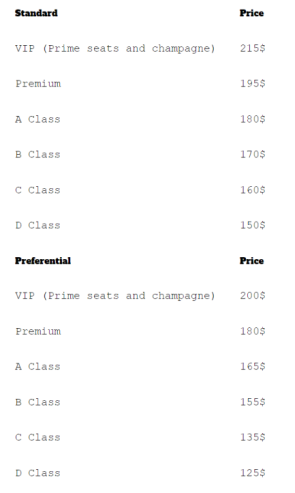 Standard Price
VIP (Prime seats and champagne) 215$
Premium 195$
A Class 180$
B Class 170$
C Class 160$
D Class 150$
Preferential Price
VIP (Prime seats and champagne) 200$
Premium 180$
A Class 165$
B Class 155$
C Class 135$
D Class 125$